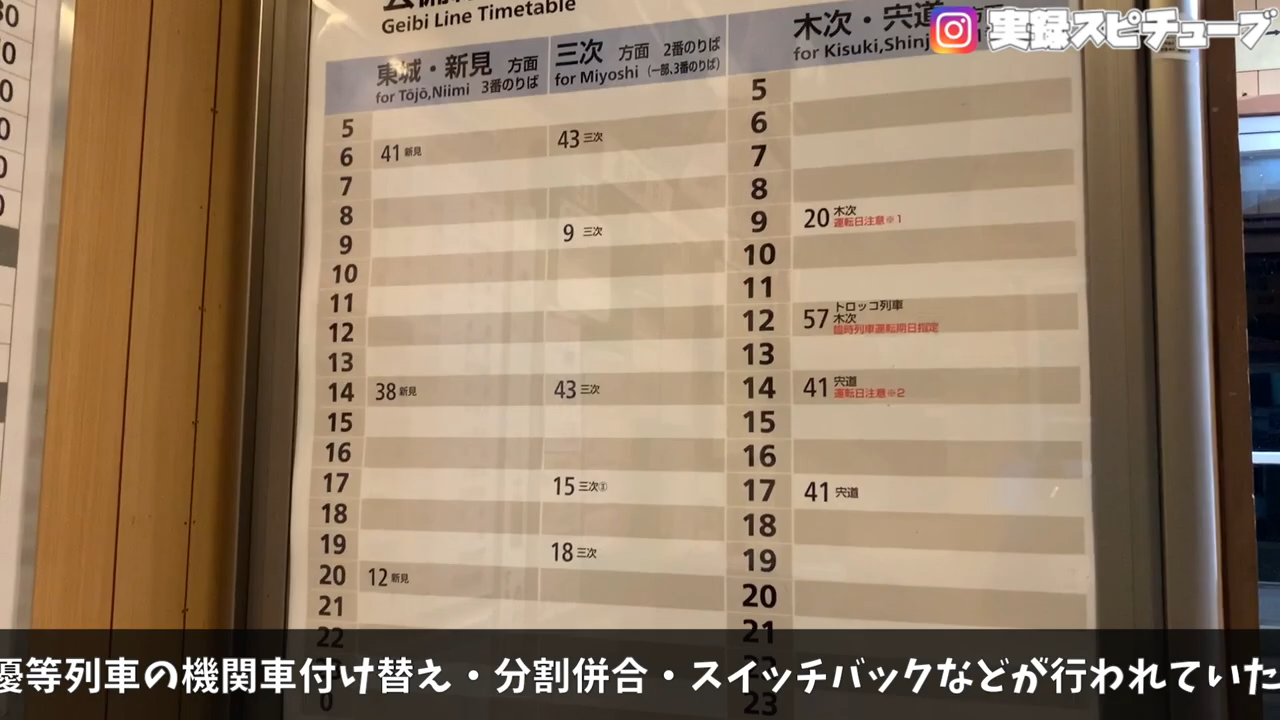 Geibi Line Timetable
東城・新見 方面
for Tōjō,Niimi 3番のりば
三次 方面 2番のりば
for Miyoshi (一部、3番のりば)
木次・宍道
for Kisuki,Shinj
実録スピチューブ
5
6 41 新見 43 三次
7
8
9 9 三次
10
11
12
13
14 38 新見 43 三次
15
16
17 15 三次②
18
19 18 三次
20 12 新見
21
22
0
5
6
7
8
9 20 木次
運転日注意※1
10
11
12 57 トロッコ列車
木次
臨時列車運転期日指定
13
14 41 宍道
運転日注意※2
15
16
17 41 宍道
18
19
20
21
22
23
優等列車の機関車付け替え・分割併合・スイッチバックなどが行われていた